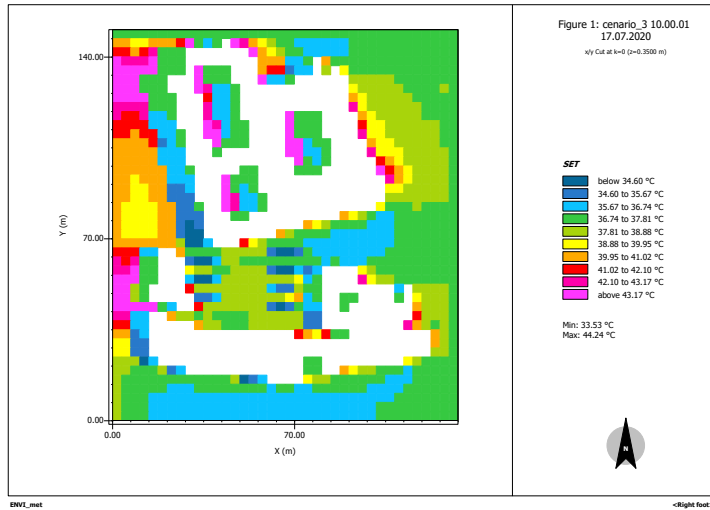 Figure 1: cenario_3 10.00.01
17.07.2020
x/y Cut at k=0 (z=0.3500 m)
140.00
70.00
0.00
Y (m)
0.00
70.00
X (m)
SET
below 34.60 °C
34.60 to 35.67 °C
35.67 to 36.74 °C
36.74 to 37.81 °C
37.81 to 38.88 °C
38.88 to 39.95 °C
39.95 to 41.02 °C
41.02 to 42.10 °C
42.10 to 43.17 °C
above 43.17 °C
Min: 33.53 °C
Max: 44.24 °C
N
ENVI_met
<Right foot